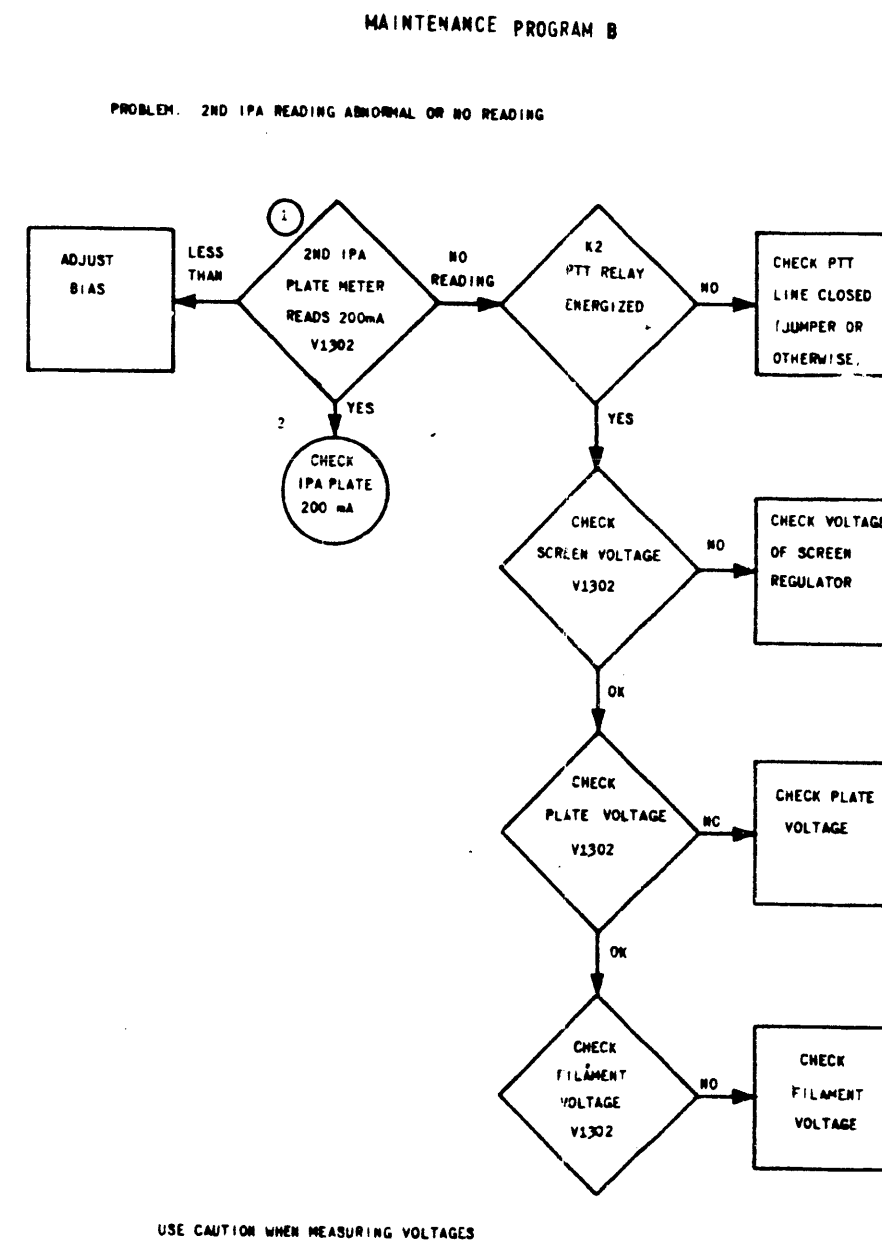 MAINTENANCE PROGRAM B
PROBLEM. 2ND IPA READING ABNORMAL OR NO READING
1
ADJUST
BIAS
LESS
THAN
2ND IPA
PLATE METER
READS 200mA
V1302
NO
READING
K2
PTT RELAY
ENERGIZED
NO
CHECK PTT
LINE CLOSED
(JUMPER OR
OTHERWISE,
YES
2
CHECK
IPA PLATE
200 mA
YES
CHECK
SCREEN VOLTAGE
V1302
NO
CHECK VOLTAGE
OF SCREEN
REGULATOR
OK
CHECK
PLATE VOLTAGE
V1302
NO
CHECK PLATE
VOLTAGE
OK
CHECK
FILAMENT
VOLTAGE
V1302
NO
CHECK
FILAMENT
VOLTAGE
USE CAUTION WHEN MEASURING VOLTAGES